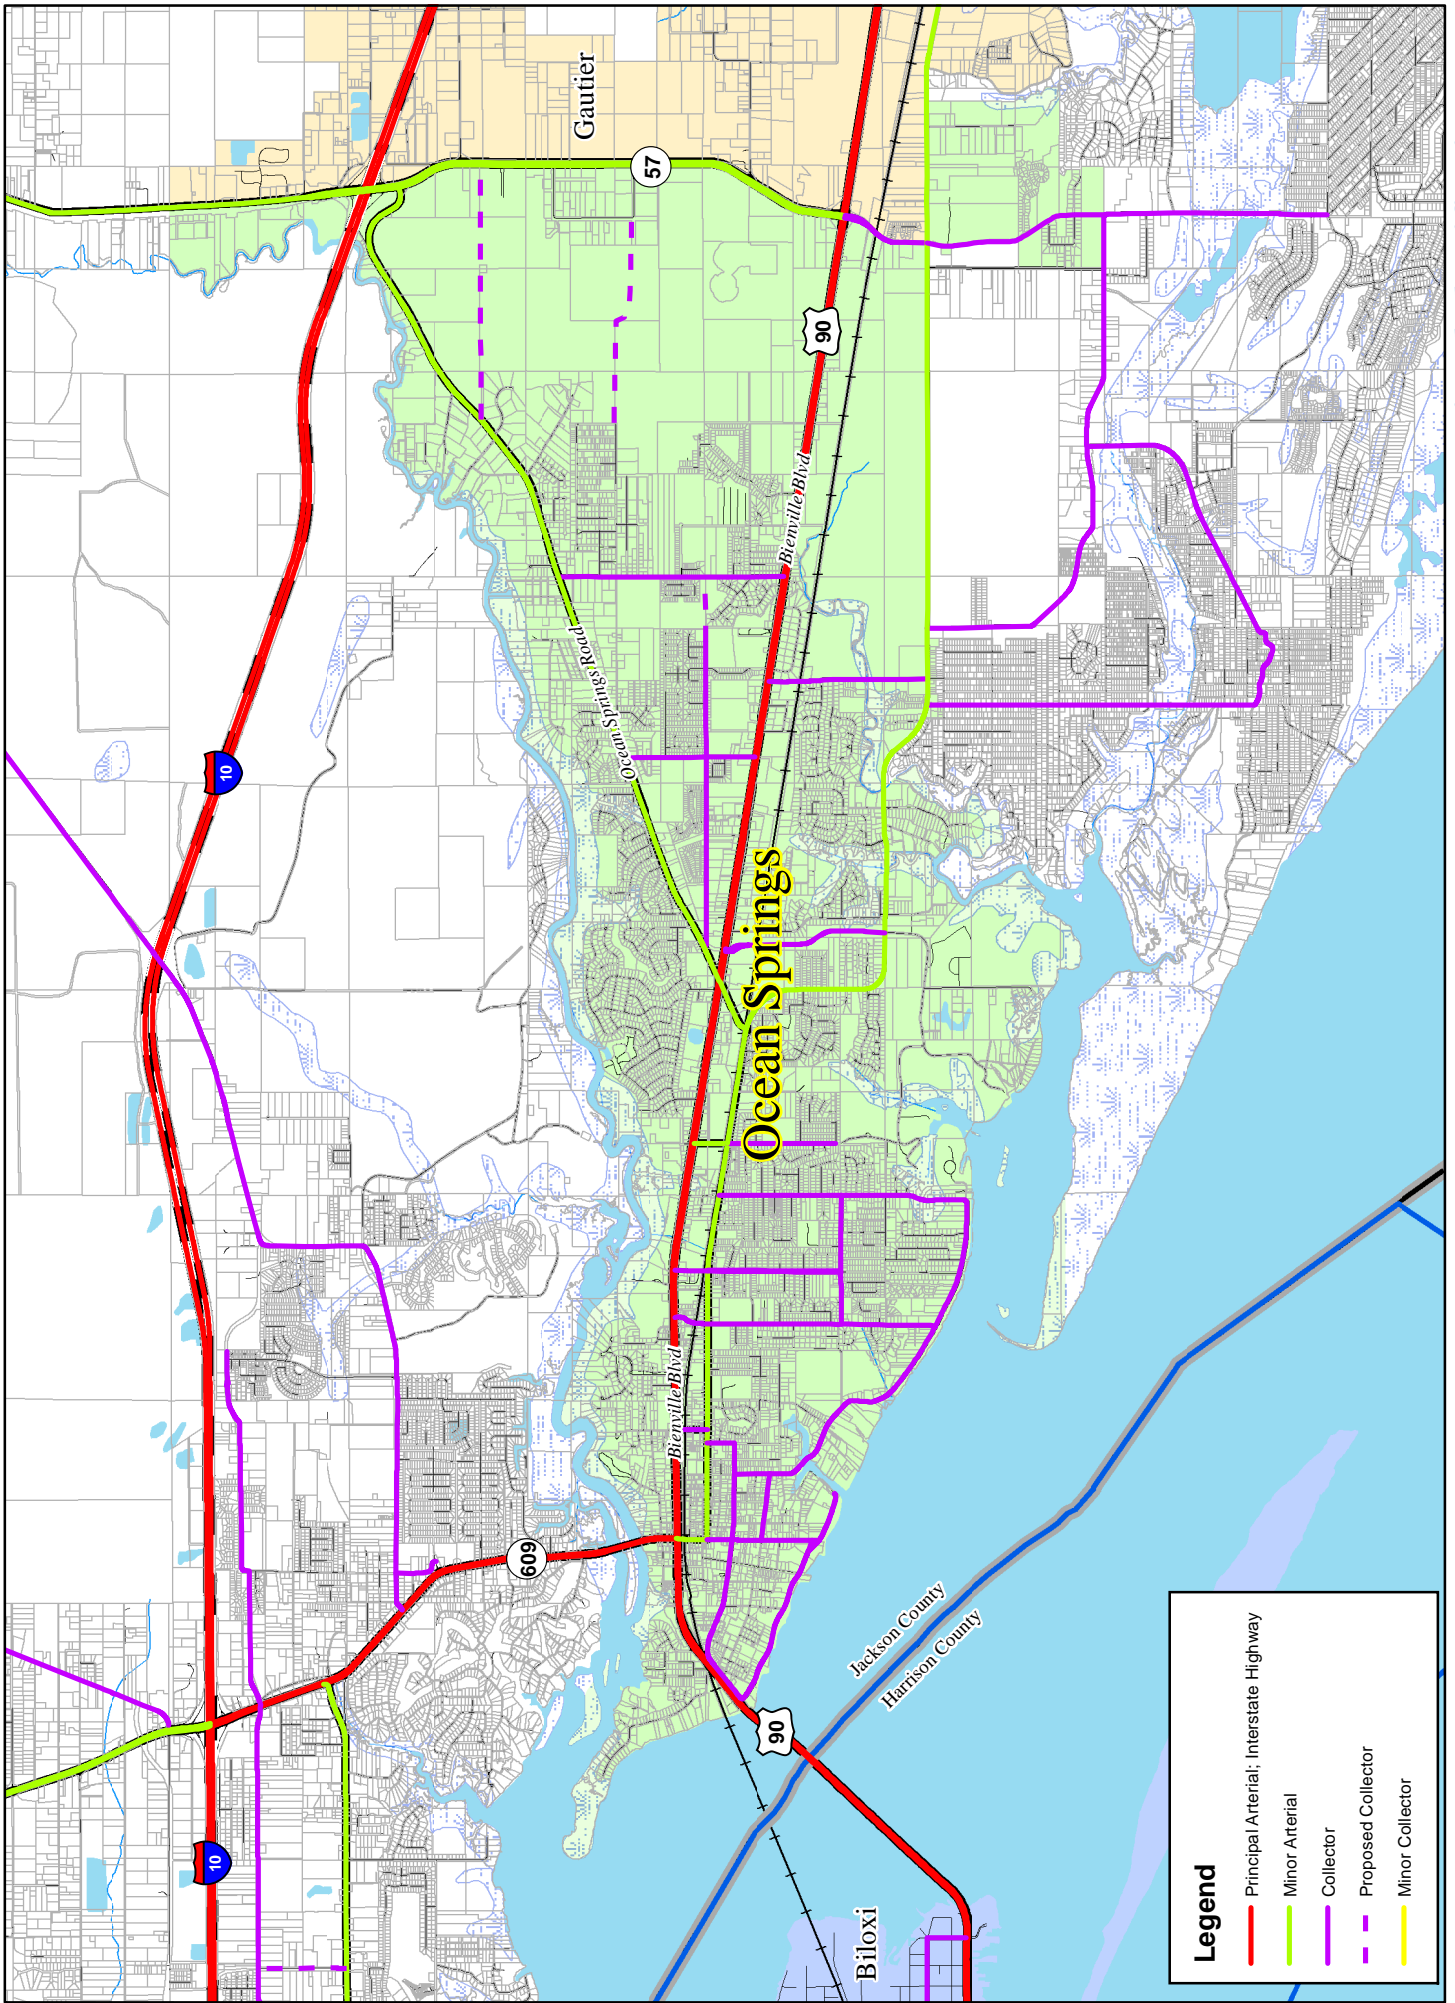 Gautier
57
90
Bienville Blvd
Ocean Springs Road
10
Ocean Springs
Bienville Blvd
609
90
10
Jackson County
Harrison County
Biloxi
Legend
Principal Arterial; Interstate Highway
Minor Arterial
Collector
Proposed Collector
Minor Collector